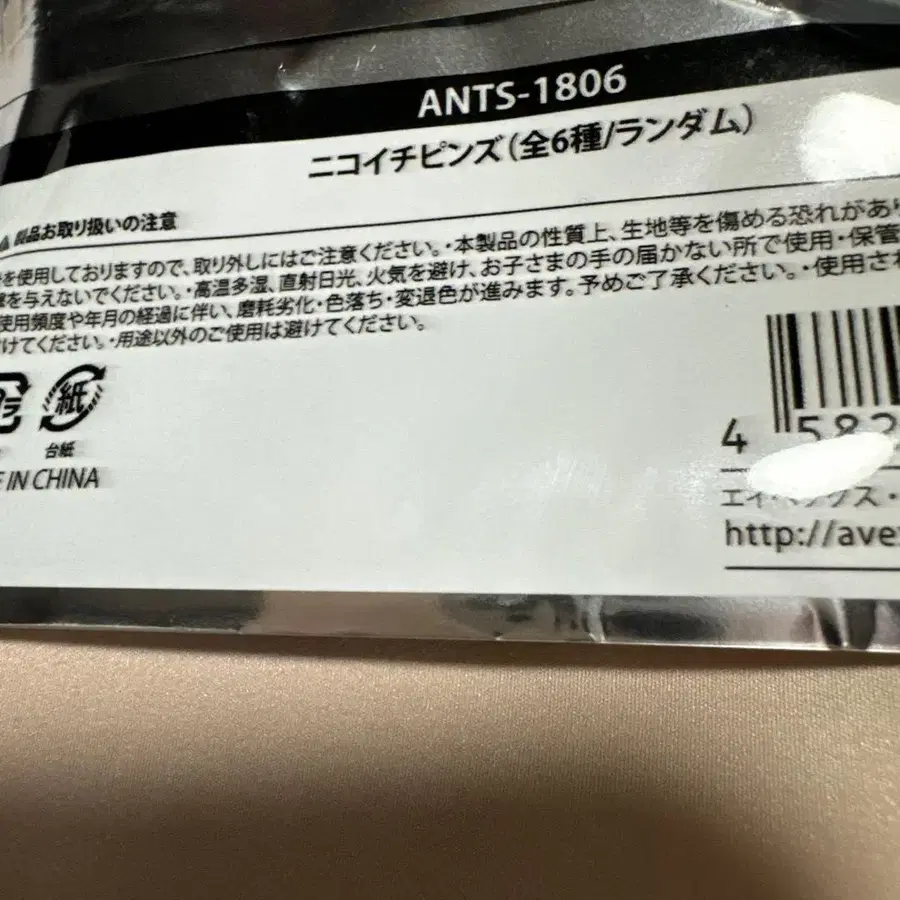 ANTS-1806
ニコイチピンズ(全6種/ランダム)
製品お取り扱いの注意
を使用しておりますので、取り外しにはご注意ください。・本製品の性質上、生地等を傷める恐れがあり
を与えないでください。・高温多湿、直射日光、火気を避け、お子さまの手の届かない所で使用・保管
使用頻度や年月の経過に伴い、磨耗劣化・色落ち・変退色が進みます。予めご了承ください。・使用され
けてください。・用途以外のご使用は避けてください。
紙
台紙
IN CHINA
4 582
エイベックス・
http://avex